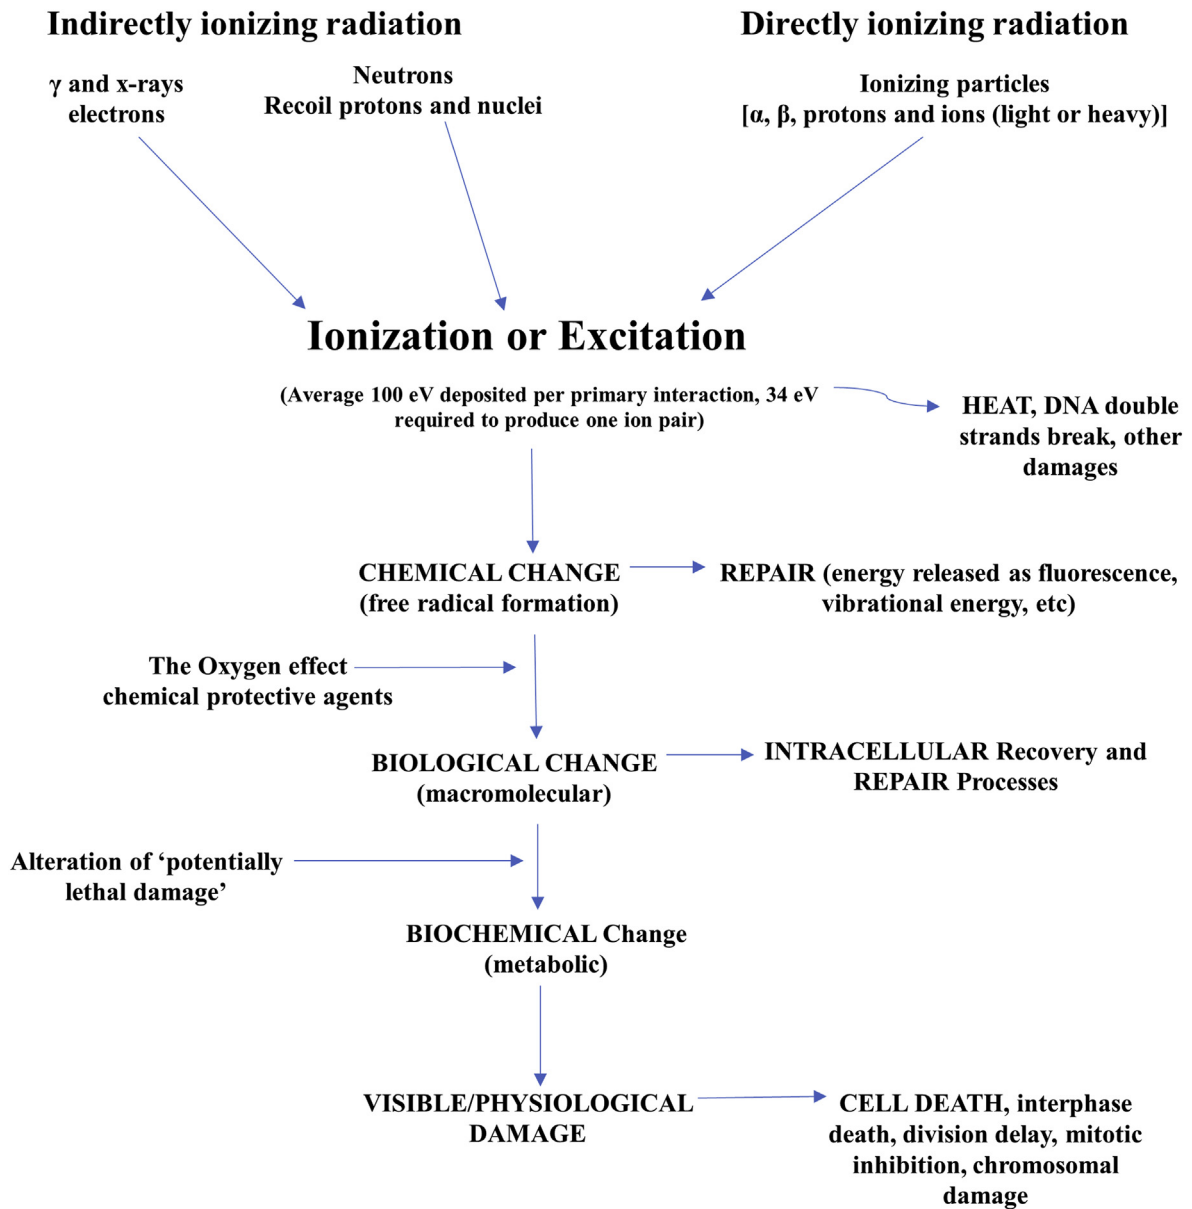 Indirectly ionizing radiation
Directly ionizing radiation
γ and x-rays
electrons
Neutrons
Recoil protons and nuclei
Ionizing particles
[α, β, protons and ions (light or heavy)]
Ionization or Excitation
(Average 100 eV deposited per primary interaction, 34 eV
required to produce one ion pair)
HEAT, DNA double
strands break, other
damages
CHEMICAL CHANGE
(free radical formation)
REPAIR (energy released as fluorescence,
vibrational energy, etc)
The Oxygen effect
chemical protective agents
BIOLOGICAL CHANGE
(macromolecular)
INTRACELLULAR Recovery and
REPAIR Processes
Alteration of ‘potentially
lethal damage’
BIOCHEMICAL Change
(metabolic)
VISIBLE/PHYSIOLOGICAL
DAMAGE
CELL DEATH, interphase
death, division delay, mitotic
inhibition, chromosomal
damage